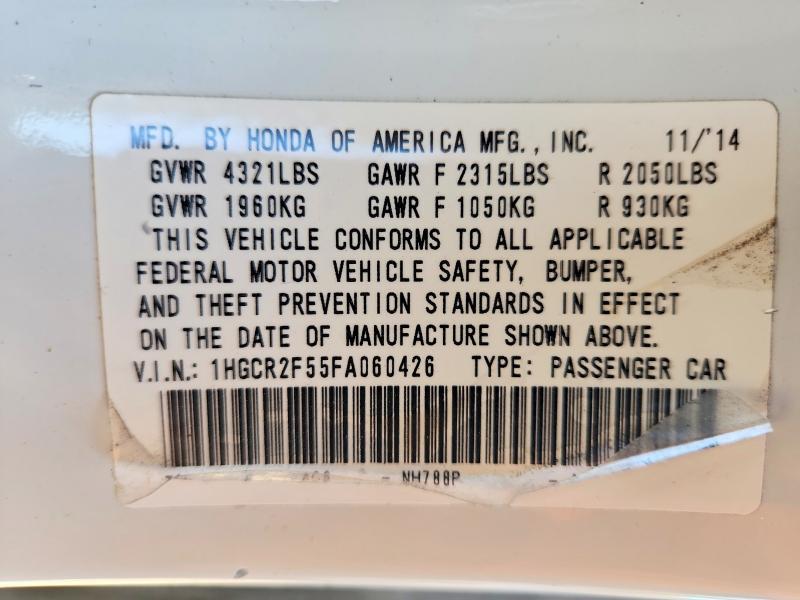 MFD. BY HONDA OF AMERICA MFG., INC. 11/'14
GVWR 4321LBS GAWR F 2315LBS R 2050LBS
GVWR 1960KG GAWR F 1050KG R 930KG
THIS VEHICLE CONFORMS TO ALL APPLICABLE
FEDERAL MOTOR VEHICLE SAFETY, BUMPER,
AND THEFT PREVENTION STANDARDS IN EFFECT
ON THE DATE OF MANUFACTURE SHOWN ABOVE.
V.I.N.: 1HGCR2F55FA060426 TYPE: PASSENGER CAR
- NH788P -